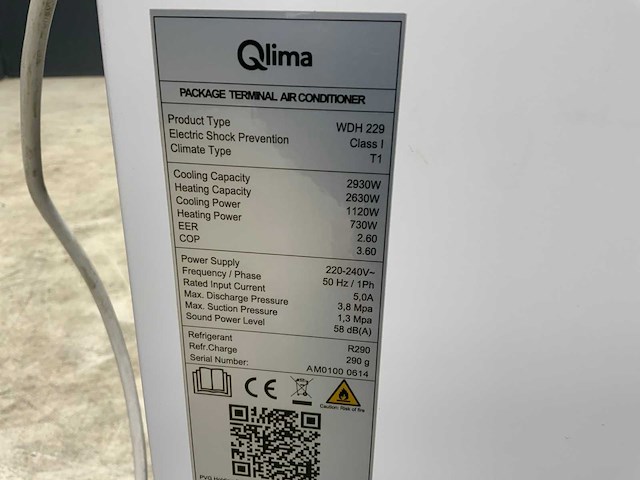 Qlima
PACKAGE TERMINAL AIR CONDITIONER
Product Type WDH 229
Electric Shock Prevention Class I
Climate Type T1
Cooling Capacity 2930W
Heating Capacity 2630W
Cooling Power 1120W
Heating Power 730W
EER 2.60
COP 3.60
Power Supply 220-240V~
Frequency / Phase 50 Hz / 1Ph
Rated Input Current 5,0A
Max. Discharge Pressure 3,8 Mpa
Max. Suction Pressure 1,3 Mpa
Sound Power Level 58 dB(A)
Refrigerant R290
Refr.Charge 290 g
Serial Number: AM0100 0614
CE
Caution: Risk of fire
PVG